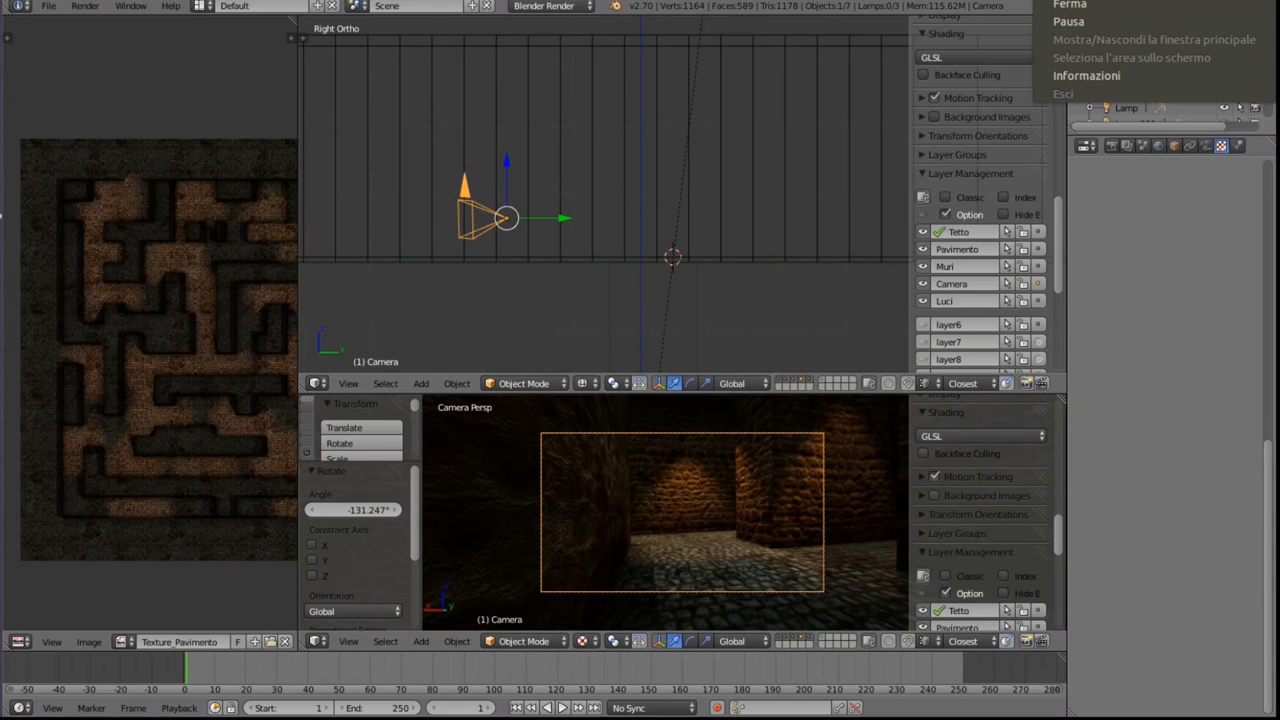 File Render Window Help Default Scene Blender Render v2.70 | Verts:1164 | Faces:589 | Tris:1178 | Objects:1/7 | Lamps:0/3 | Mem:115.62M | Camera
Ferma
Pausa
Mostra/Nascondi la finestra principale
Seleziona l'area sullo schermo
Informazioni
Esci
Lamp
Right Ortho
(1) Camera
Shading
GLSL
Backface Culling
Motion Tracking
Background Images
Transform Orientations
Layer Groups
Layer Management
Classic Index
Option Hide E
Tetto
Pavimento
Muri
Camera
Luci
layer6
layer7
layer8
View Select Add Object Object Mode Global Closest
Transform
Translate
Rotate
Scale
Rotate
Angle
-131.247°
Constraint Axis
X
Y
Z
Orientation
Global
Camera Persp
(1) Camera
Shading
GLSL
Backface Culling
Motion Tracking
Background Images
Transform Orientations
Layer Groups
Layer Management
Classic Index
Option Hide E
Tetto
Pavimento
View Image Texture_Pavimento F
View Select Add Object Object Mode Global Closest
-50 -40 -30 -20 -10 0 10 20 30 40 50 60 70 80 90 100 110 120 130 140 150 160 170 180 190 200 210 220 230 240 250 260 270 280
View Marker Frame Playback Start: 1 End: 250 1 No Sync